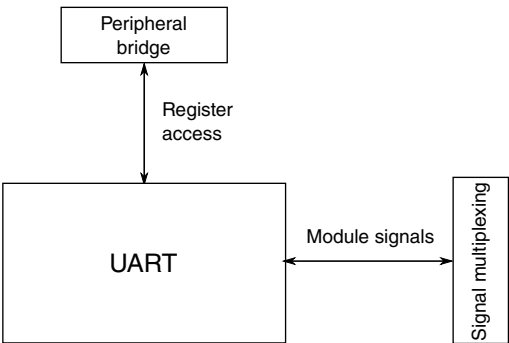 Peripheral
bridge
Register
access
UART
Module signals
Signal multiplexing